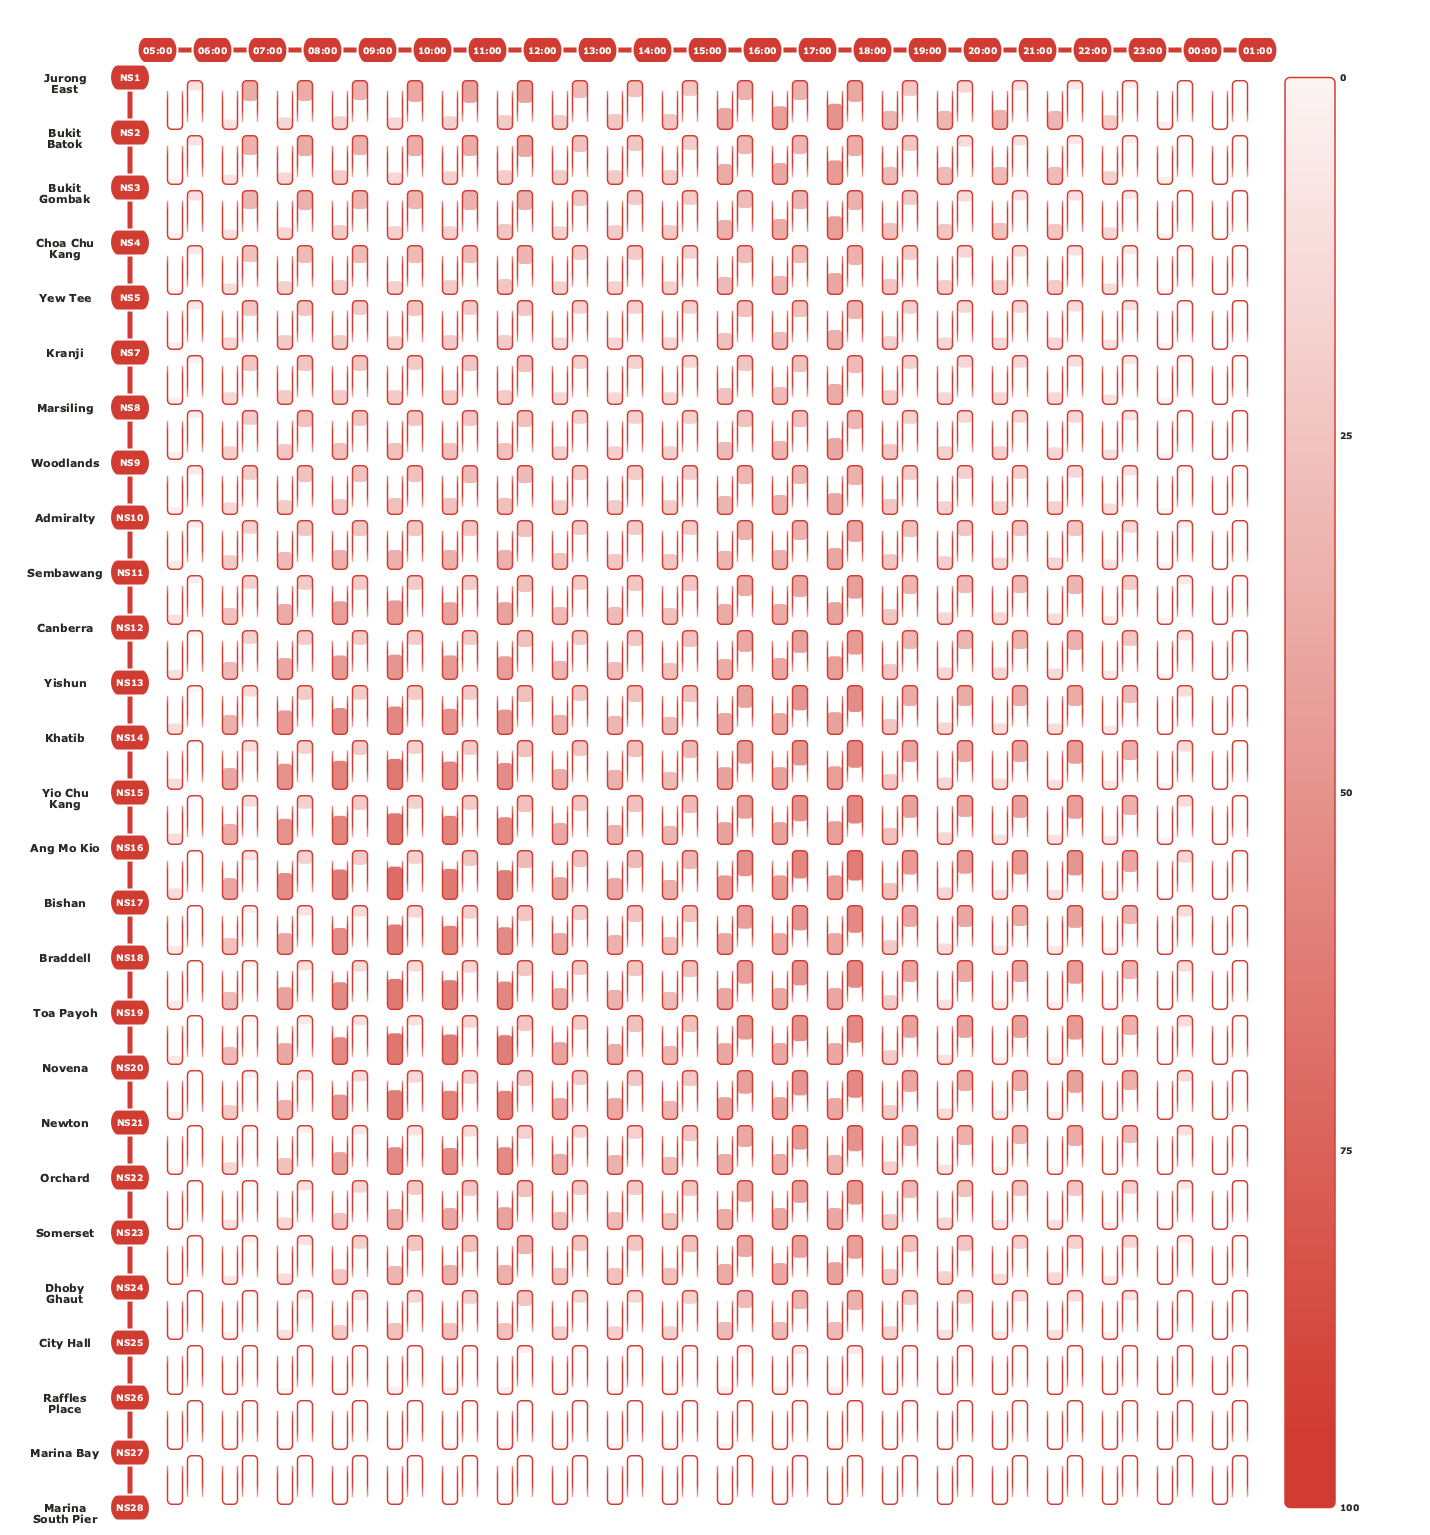 05:00 06:00 07:00 08:00 09:00 10:00 11:00 12:00 13:00 14:00 15:00 16:00 17:00 18:00 19:00 20:00 21:00 22:00 23:00 00:00 01:00
Jurong
East
NS1
0
Bukit
Batok
NS2
Bukit
Gombak
NS3
Choa Chu
Kang
NS4
Yew Tee NS5
Kranji NS7
Marsiling NS8
25
Woodlands NS9
Admiralty NS10
Sembawang NS11
Canberra NS12
Yishun NS13
Khatib NS14
Yio Chu
Kang
NS15
50
Ang Mo Kio NS16
Bishan NS17
Braddell NS18
Toa Payoh NS19
Novena NS20
Newton NS21
75
Orchard NS22
Somerset NS23
Dhoby
Ghaut
NS24
City Hall NS25
Raffles
Place
NS26
Marina Bay NS27
Marina
South Pier
NS28
100